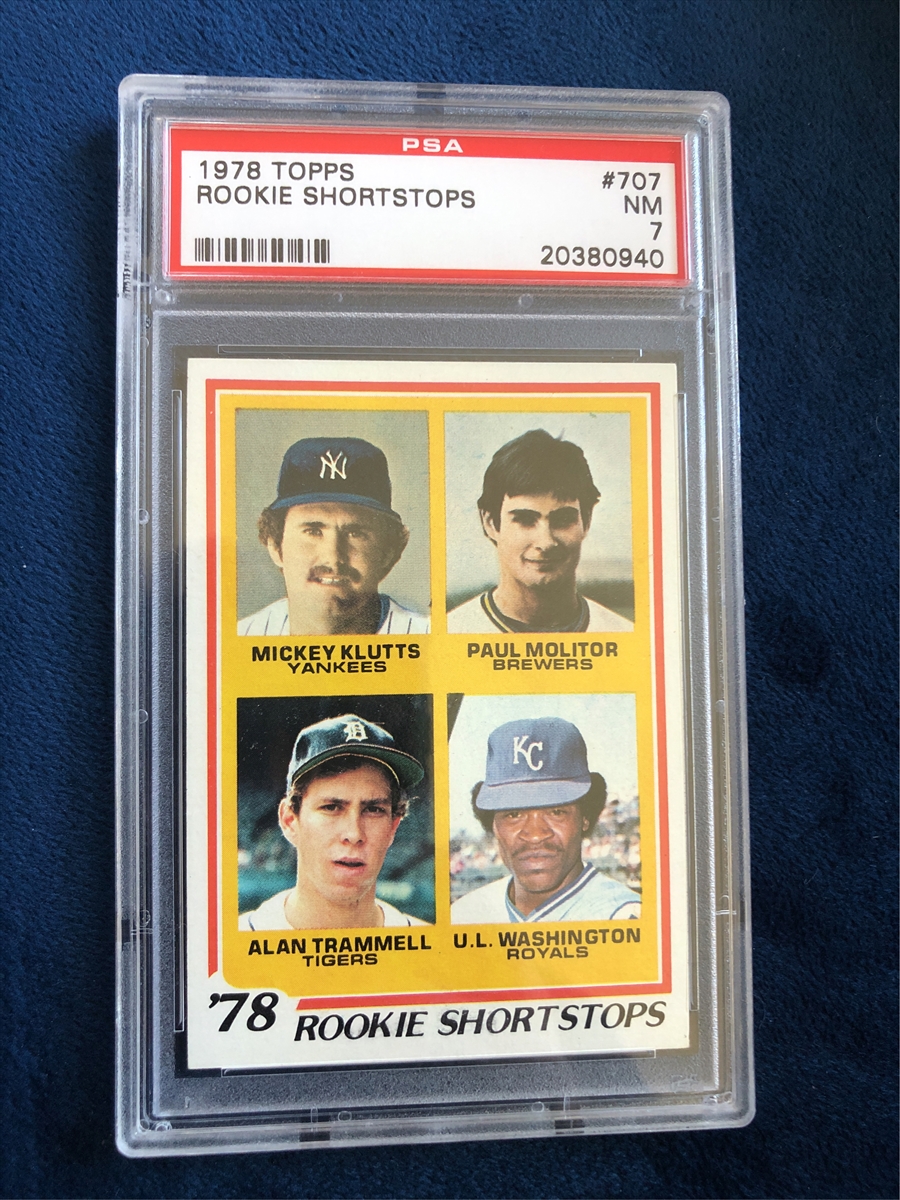 PSA
1978 TOPPS
ROOKIE SHORTSTOPS
#707
NM
7
20380940
NY
MICKEY KLUTTS
YANKEES
PAUL MOLITOR
BREWERS
D
KC
ALAN TRAMMELL
TIGERS
U.L. WASHINGTON
ROYALS
'78 ROOKIE SHORTSTOPS